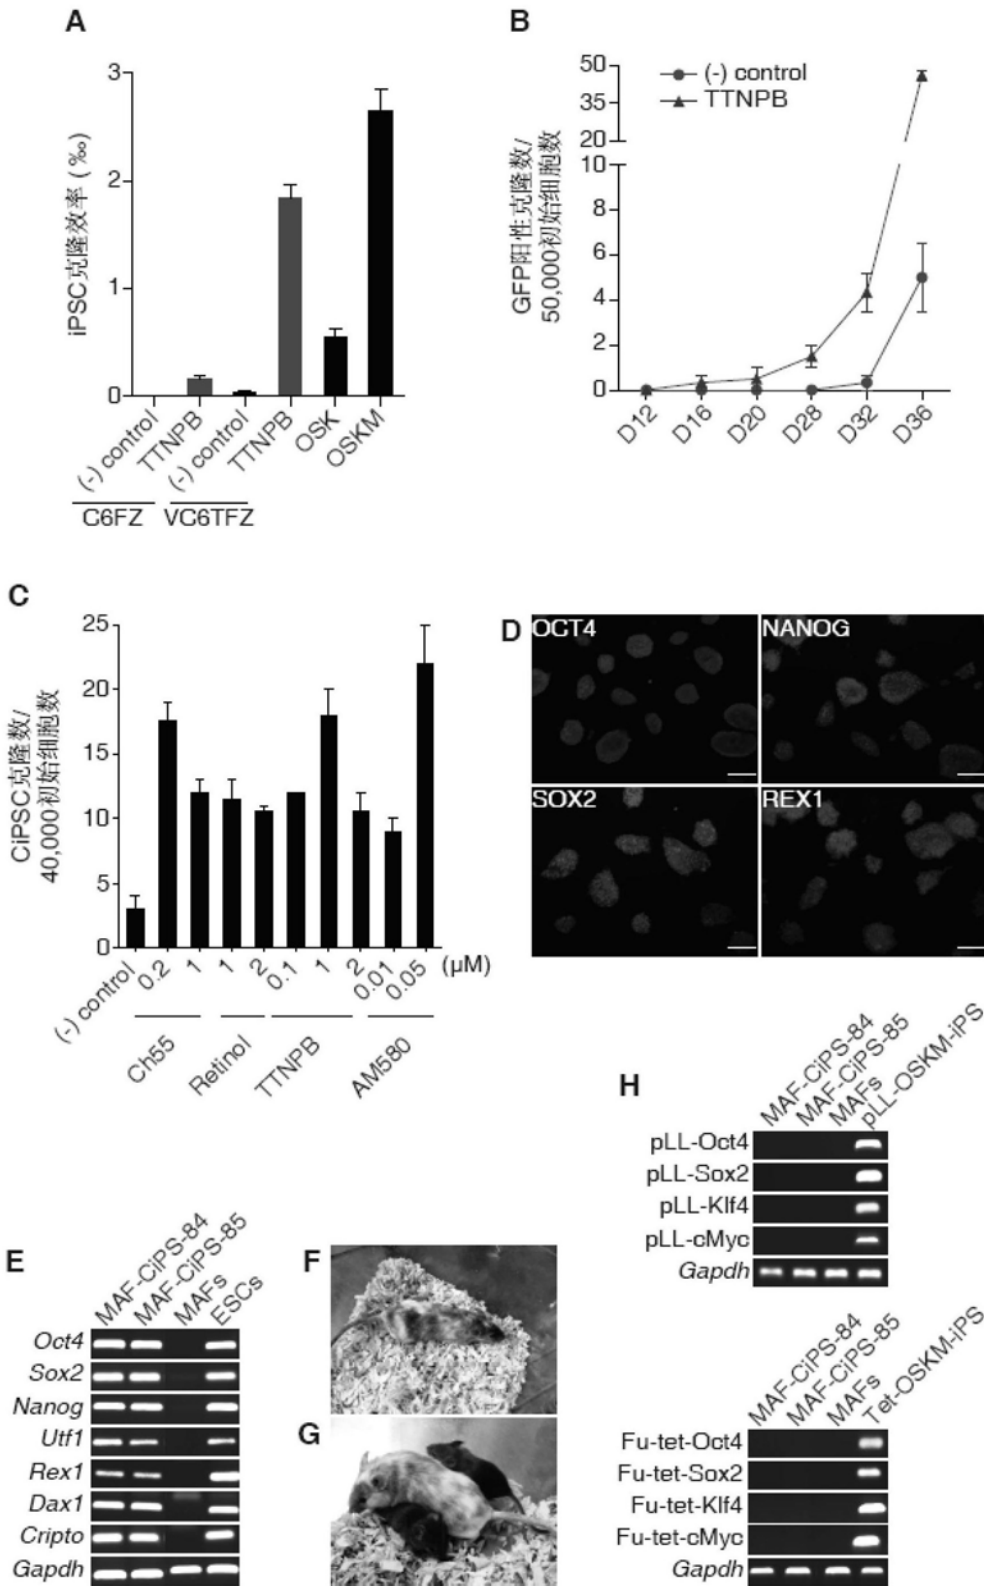 A
iPSC克隆效率 (‰)
3
2
1
0
(-) control
TTNPB
(-) control
TTNPB
OSK
OSKM
C6FZ
VC6TFZ
B
GFP阳性克隆数/
50,000初始细胞数
50
35
20
10
8
6
4
2
0
(-) control
TTNPB
D12
D16
D20
D28
D32
D36
C
CiPSC克隆数/
40,000初始细胞数
25
20
15
10
5
0
(-) control
0.2
1
1
2
0.1
1
2
0.01
0.05
(μM)
Ch55
Retinol
TTNPB
AM580
D
OCT4
NANOG
SOX2
REX1
E
MAF-CiPS-84
MAF-CiPS-85
MAFs
ESCs
Oct4
Sox2
Nanog
Utf1
Rex1
Dax1
Cripto
Gapdh
F
G
H
MAF-CiPS-84
MAF-CiPS-85
MAFs
pLL-OSKM-iPS
pLL-Oct4
pLL-Sox2
pLL-Klf4
pLL-cMyc
Gapdh
MAF-CiPS-84
MAF-CiPS-85
MAFs
Tet-OSKM-iPS
Fu-tet-Oct4
Fu-tet-Sox2
Fu-tet-Klf4
Fu-tet-cMyc
Gapdh